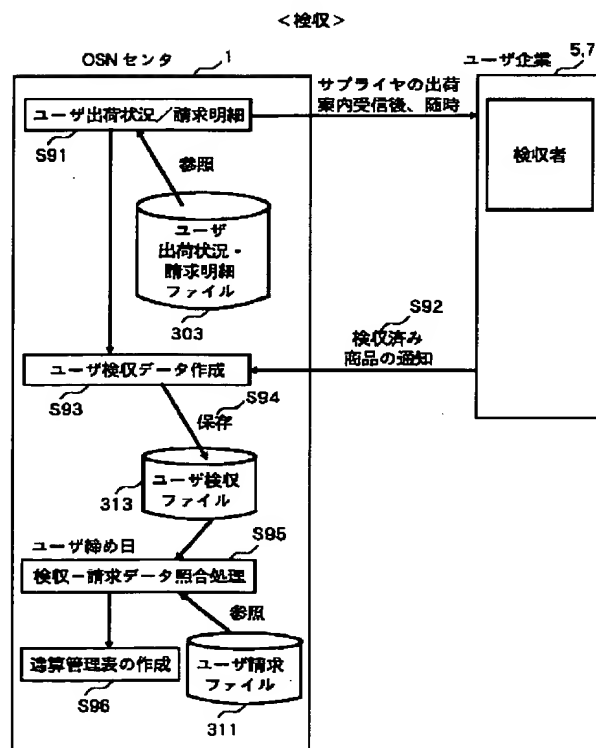 <検収>
OSN センタ
1
ユーザ企業
5,7
サプライヤの出荷
案内受信後、随時
ユーザ出荷状況/請求明細
S91
参照
検収者
ユーザ
出荷状況・
請求明細
ファイル
303
S92
検収済み
商品の通知
ユーザ検収データ作成
S93
S94
保存
ユーザ検収
ファイル
313
ユーザ締め日
S95
検収-請求データ照合処理
参照
違算管理表の作成
S96
ユーザ請求
ファイル
311